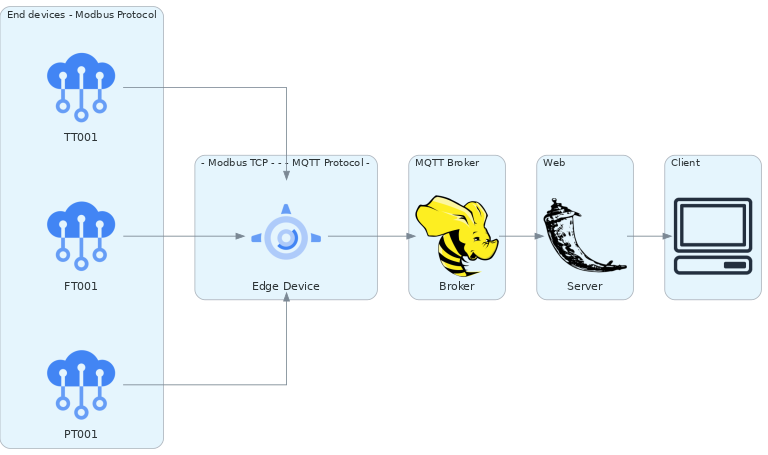 End devices - Modbus Protocol
TT001
FT001
PT001
- Modbus TCP - - - MQTT Protocol -
Edge Device
MQTT Broker
Broker
Web
Server
Client